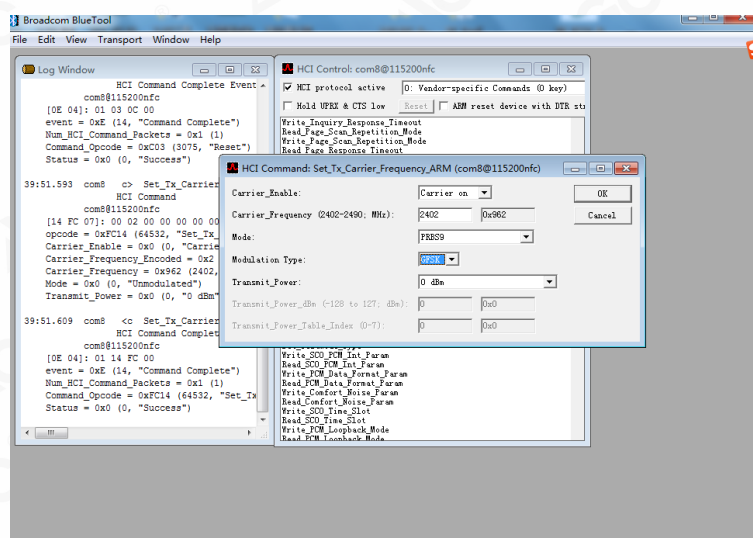 Broadcom BlueTool
File Edit View Transport Window Help
Log Window
HCI Command Complete Event
com8@115200nfc
[0E 04]: 01 03 0C 00
event = 0xE (14, "Command Complete")
Num_HCI_Command_Packets = 0x1 (1)
Command_Opcode = 0xC03 (3075, "Reset")
Status = 0x0 (0, "Success")
39:51.593 com8 c> Set_Tx_Carrier
HCI Command
com8@115200nfc
[14 FC 07]: 00 02 00 00 00 00 00
opcode = 0xFC14 (64532, "Set_Tx_
Carrier_Enable = 0x0 (0, "Carrie
Carrier_Frequency_Encoded = 0x2
Carrier_Frequency = 0x962 (2402,
Mode = 0x0 (0, "Unmodulated")
Transmit_Power = 0x0 (0, "0 dBm"
39:51.609 com8 <c Set_Tx_Carrier
HCI Command Complet
com8@115200nfc
[0E 04]: 01 14 FC 00
event = 0xE (14, "Command Complete")
Num_HCI_Command_Packets = 0x1 (1)
Command_Opcode = 0xFC14 (64532, "Set_Tx
Status = 0x0 (0, "Success")
HCI Control: com8@115200nfc
HCI protocol active
0: Vendor-specific Commands (0 key)
Hold UPRX & CTS low
Reset
ARM reset device with DTR st
Write_Inquiry_Response_Timeout
Read_Page_Scan_Repetition_Mode
Write_Page_Scan_Repetition_Mode
Read_Page_Response_Timeout
HCI Command: Set_Tx_Carrier_Frequency_ARM (com8@115200nfc)
Carrier_Enable: Carrier on
OK
Carrier_Frequency (2402-2490; MHz): 2402 0x962
Cancel
Mode: PRBS9
Modulation Type: GFSK
Transmit_Power: 0 dBm
Transmit_Power_dBm (-128 to 127; dBm): 0 0x0
Transmit_Power_Table_Index (0-7): 0 0x0
Write_SCO_PCM_Int_Param
Read_SCO_PCM_Int_Param
Write_PCM_Data_Format_Param
Read_PCM_Data_Format_Param
Write_Comfort_Noise_Param
Read_Comfort_Noise_Param
Write_SCO_Time_Slot
Read_SCO_Time_Slot
Write_PCM_Loopback_Mode
Read_PCM_Loopback_Mode